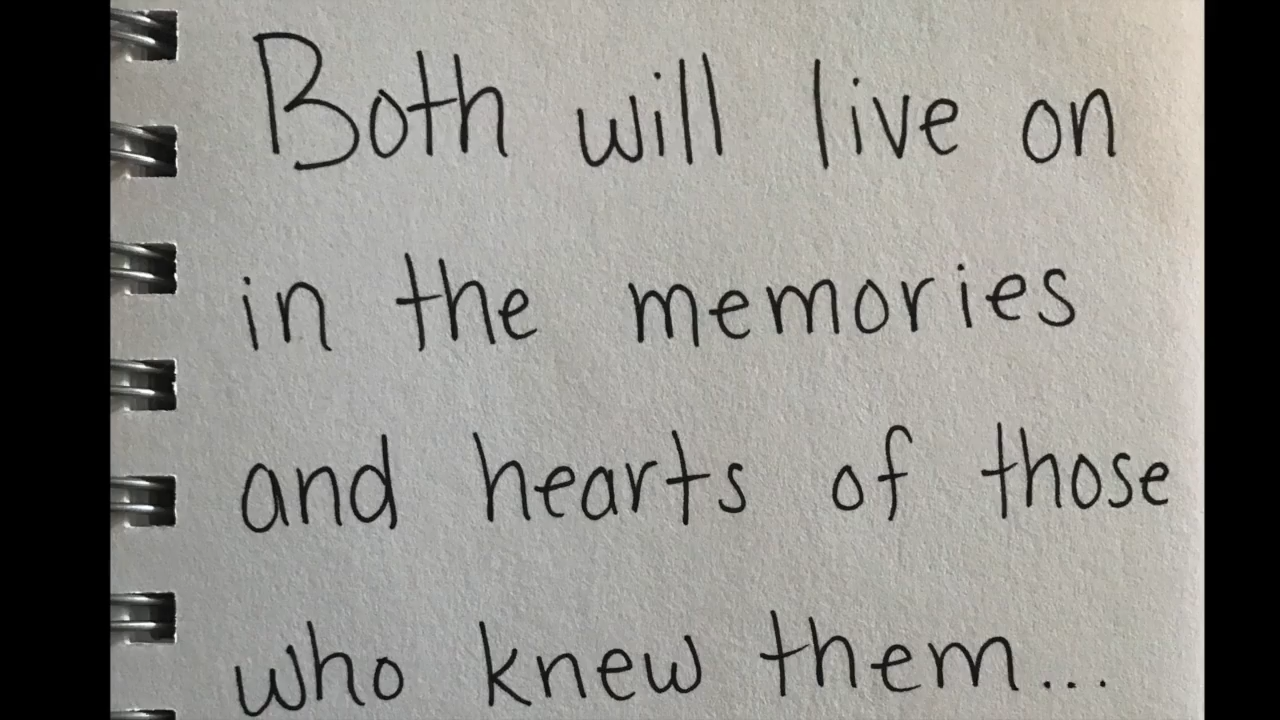 Both will live on
in the memories
and hearts of those
who knew them...